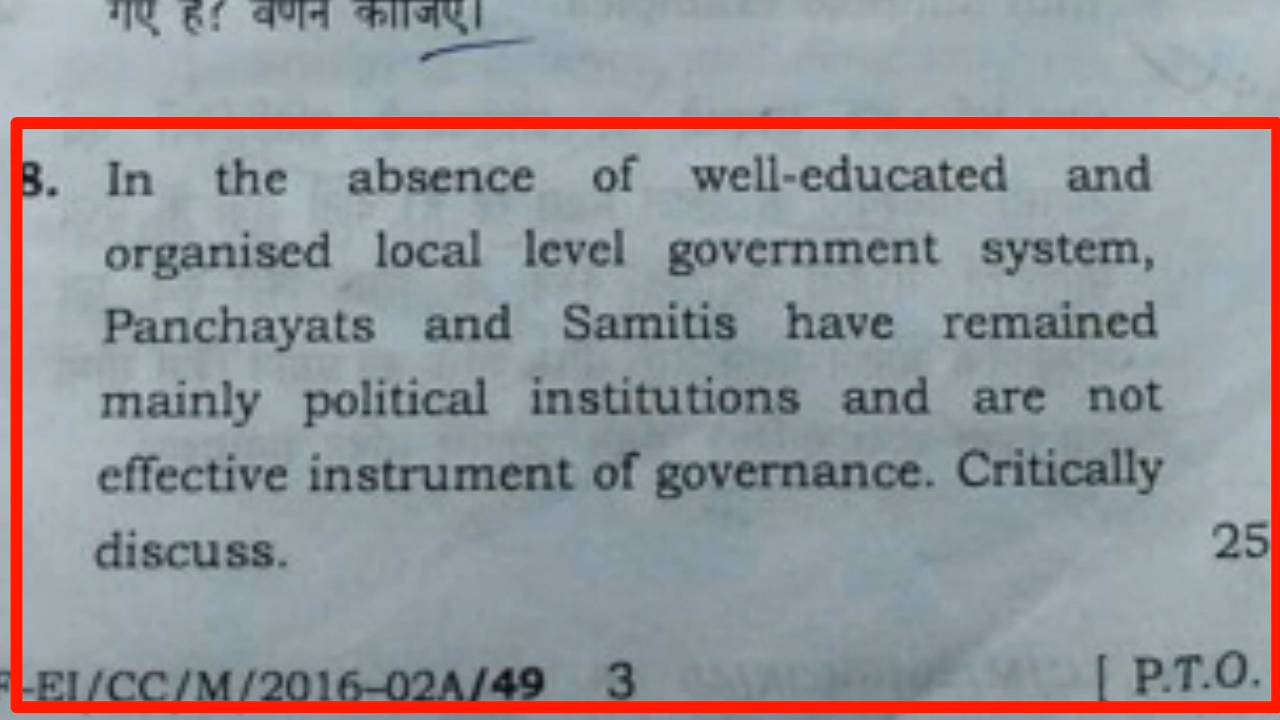 गए हैं? वर्णन कीजिए।
8. In the absence of well-educated and
organised local level government system,
Panchayats and Samitis have remained
mainly political institutions and are not
effective instrument of governance. Critically
discuss. 25
-EI/CC/M/2016–02A/49 3 [ P.T.O.